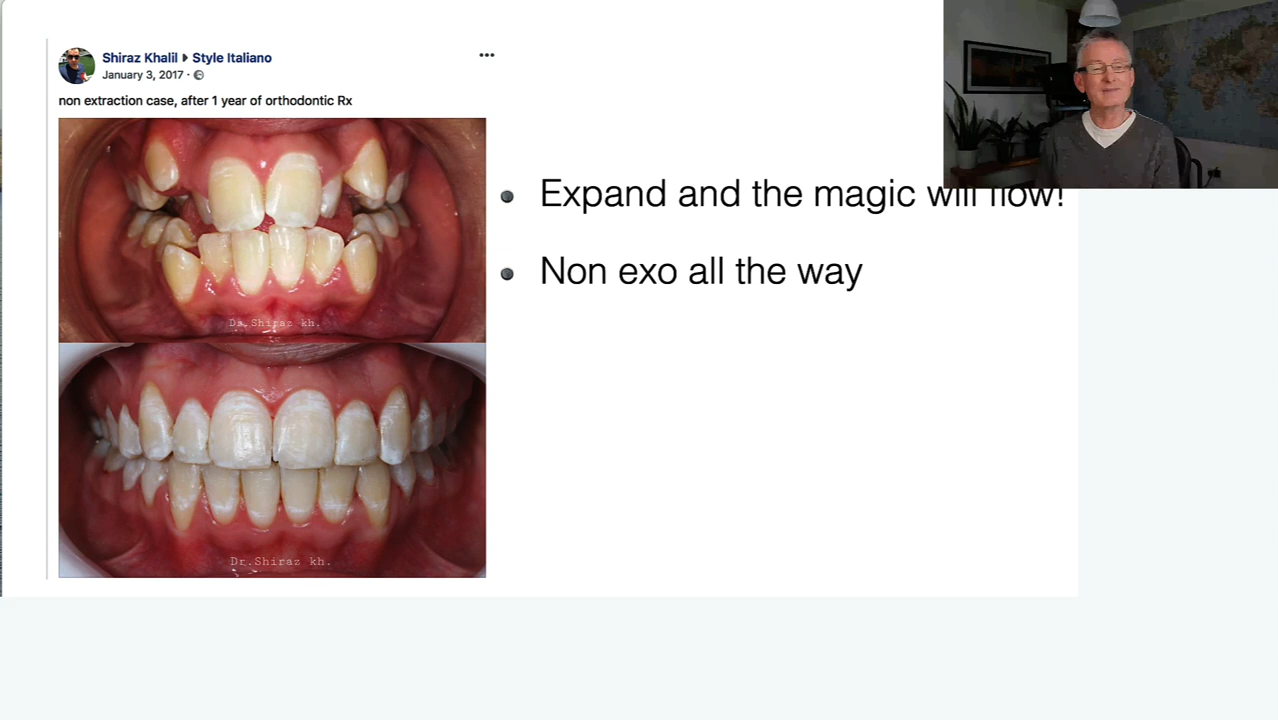 Shiraz Khalil ▸ Style Italiano
January 3, 2017 ·
non extraction case, after 1 year of orthodontic Rx
Dr.Shiraz kh.
Dr.Shiraz kh.
• Expand and the magic will flow!
• Non exo all the way